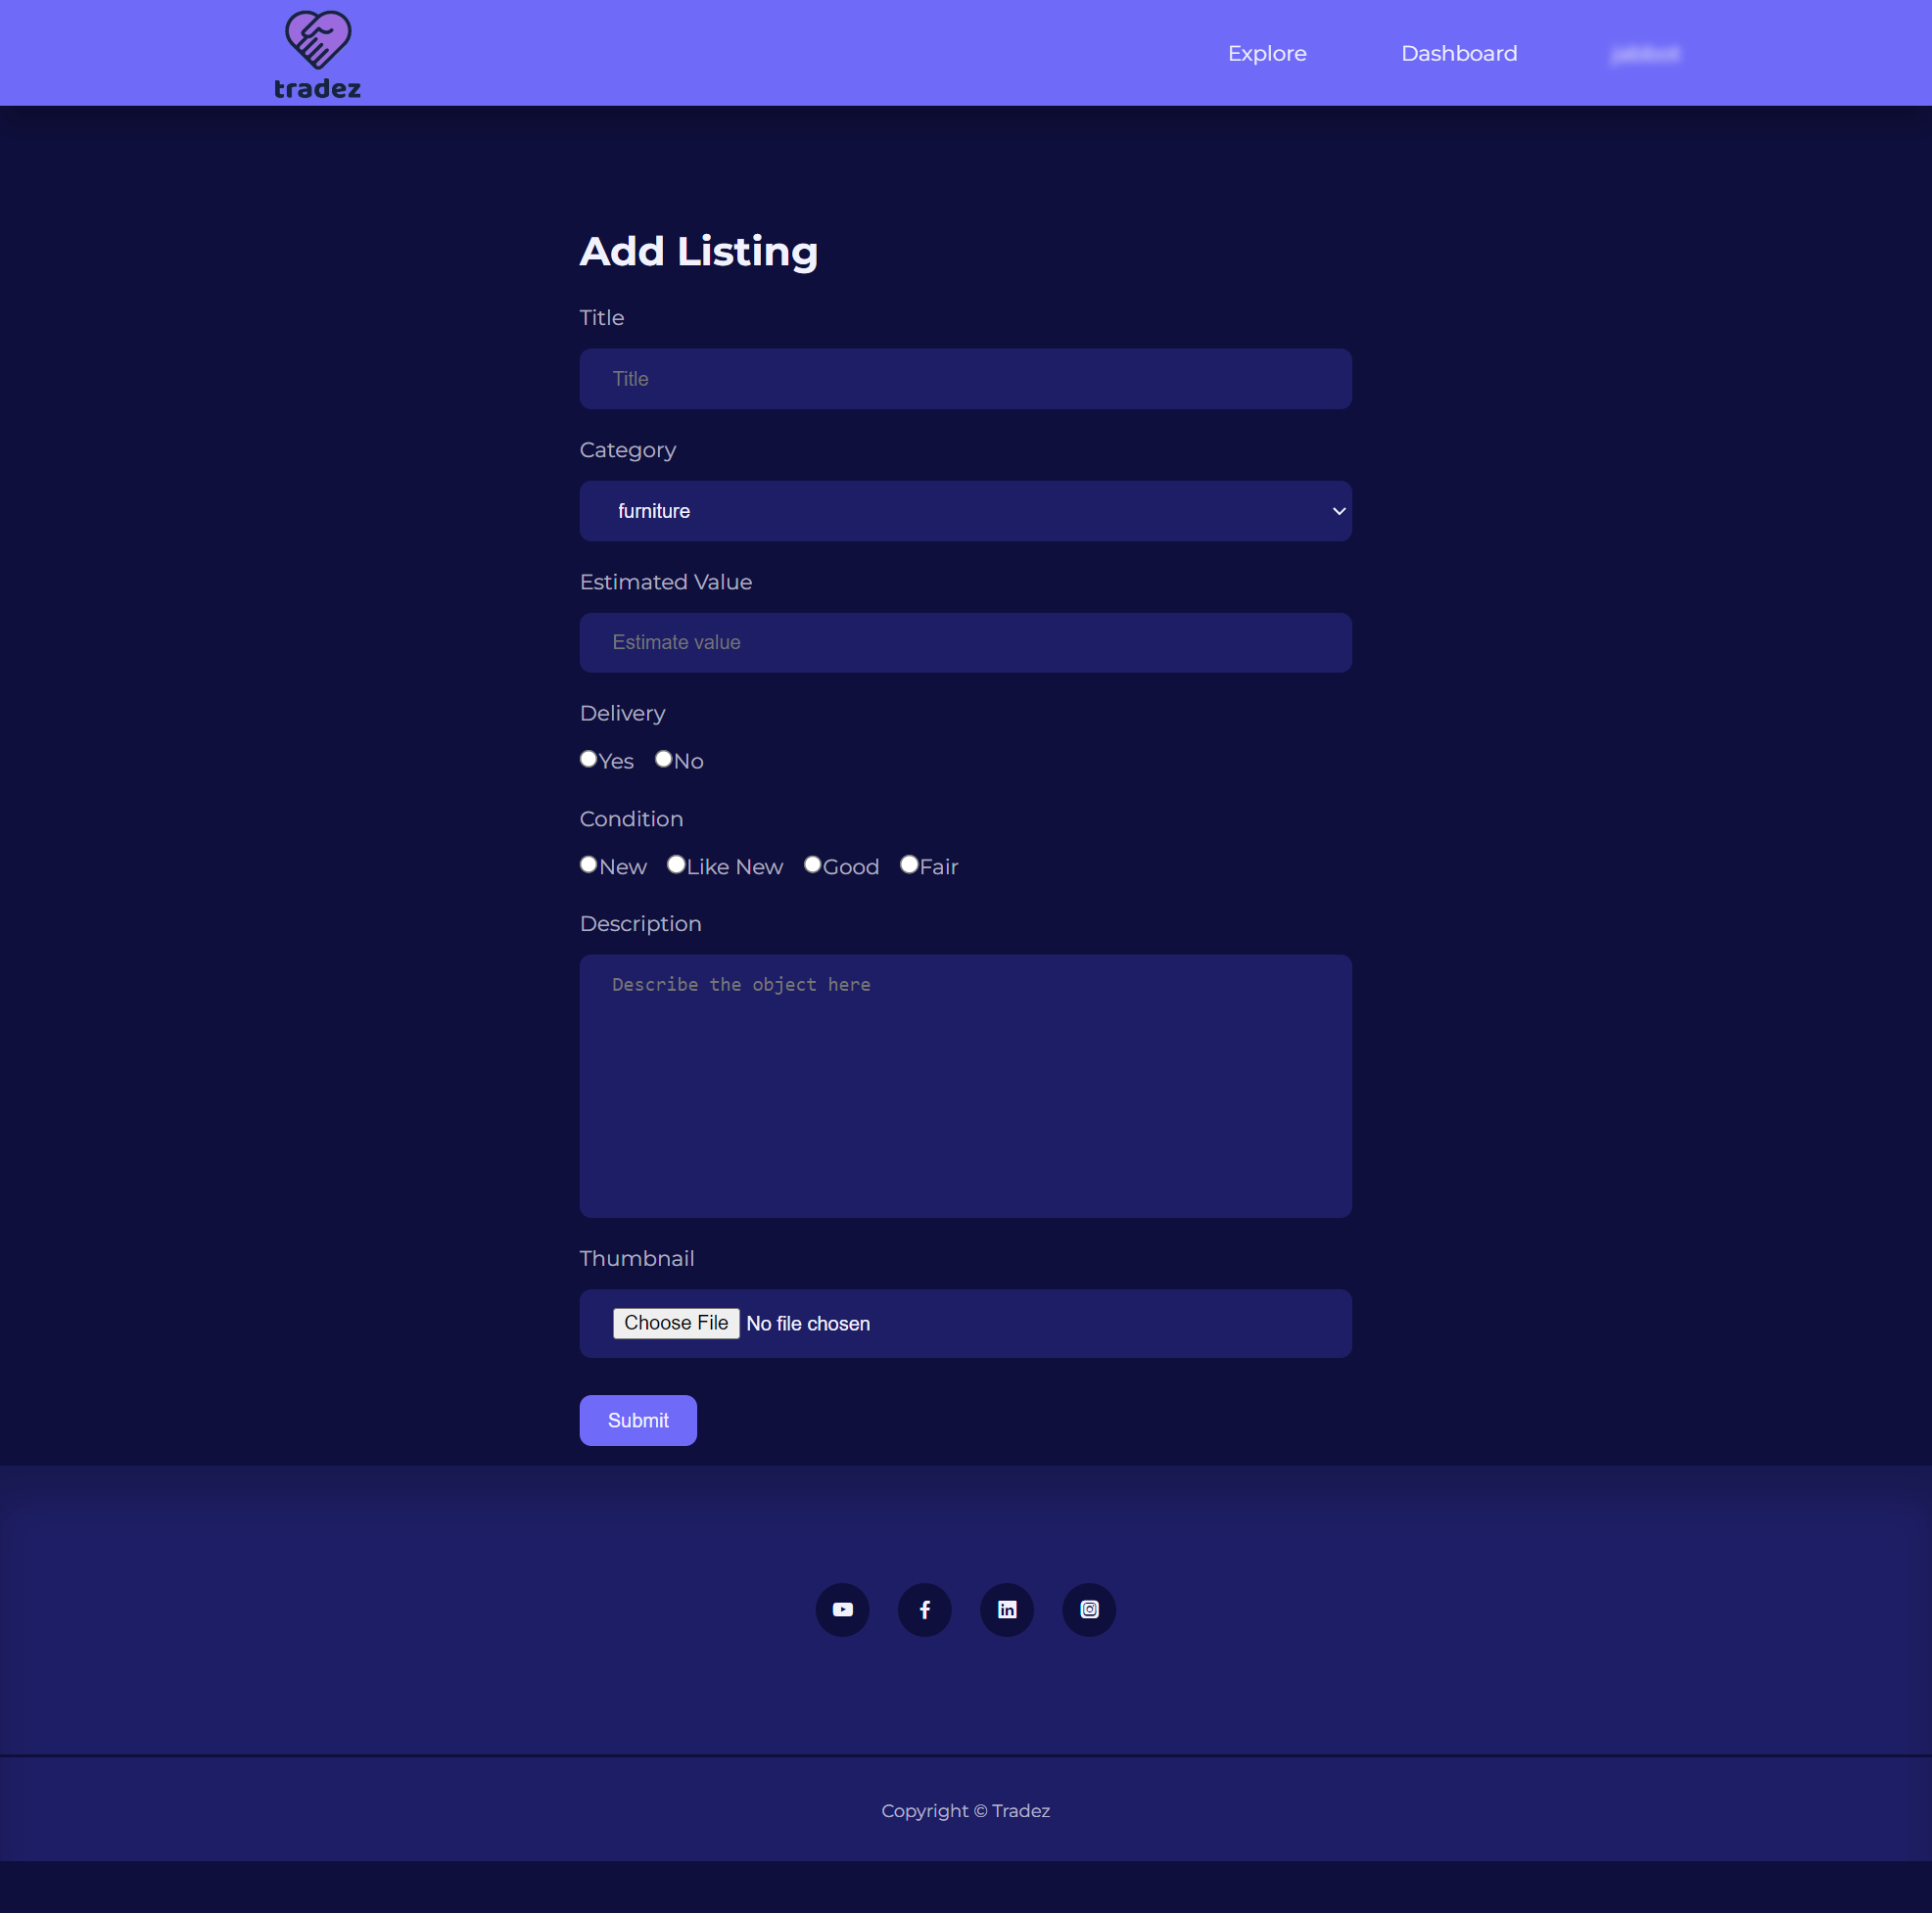 tradez
Explore
Dashboard
Add Listing
Title
Title
Category
furniture
Estimated Value
Estimate value
Delivery
Yes No
Condition
New Like New Good Fair
Description
Describe the object here
Thumbnail
Choose File No file chosen
Submit
Copyright © Tradez